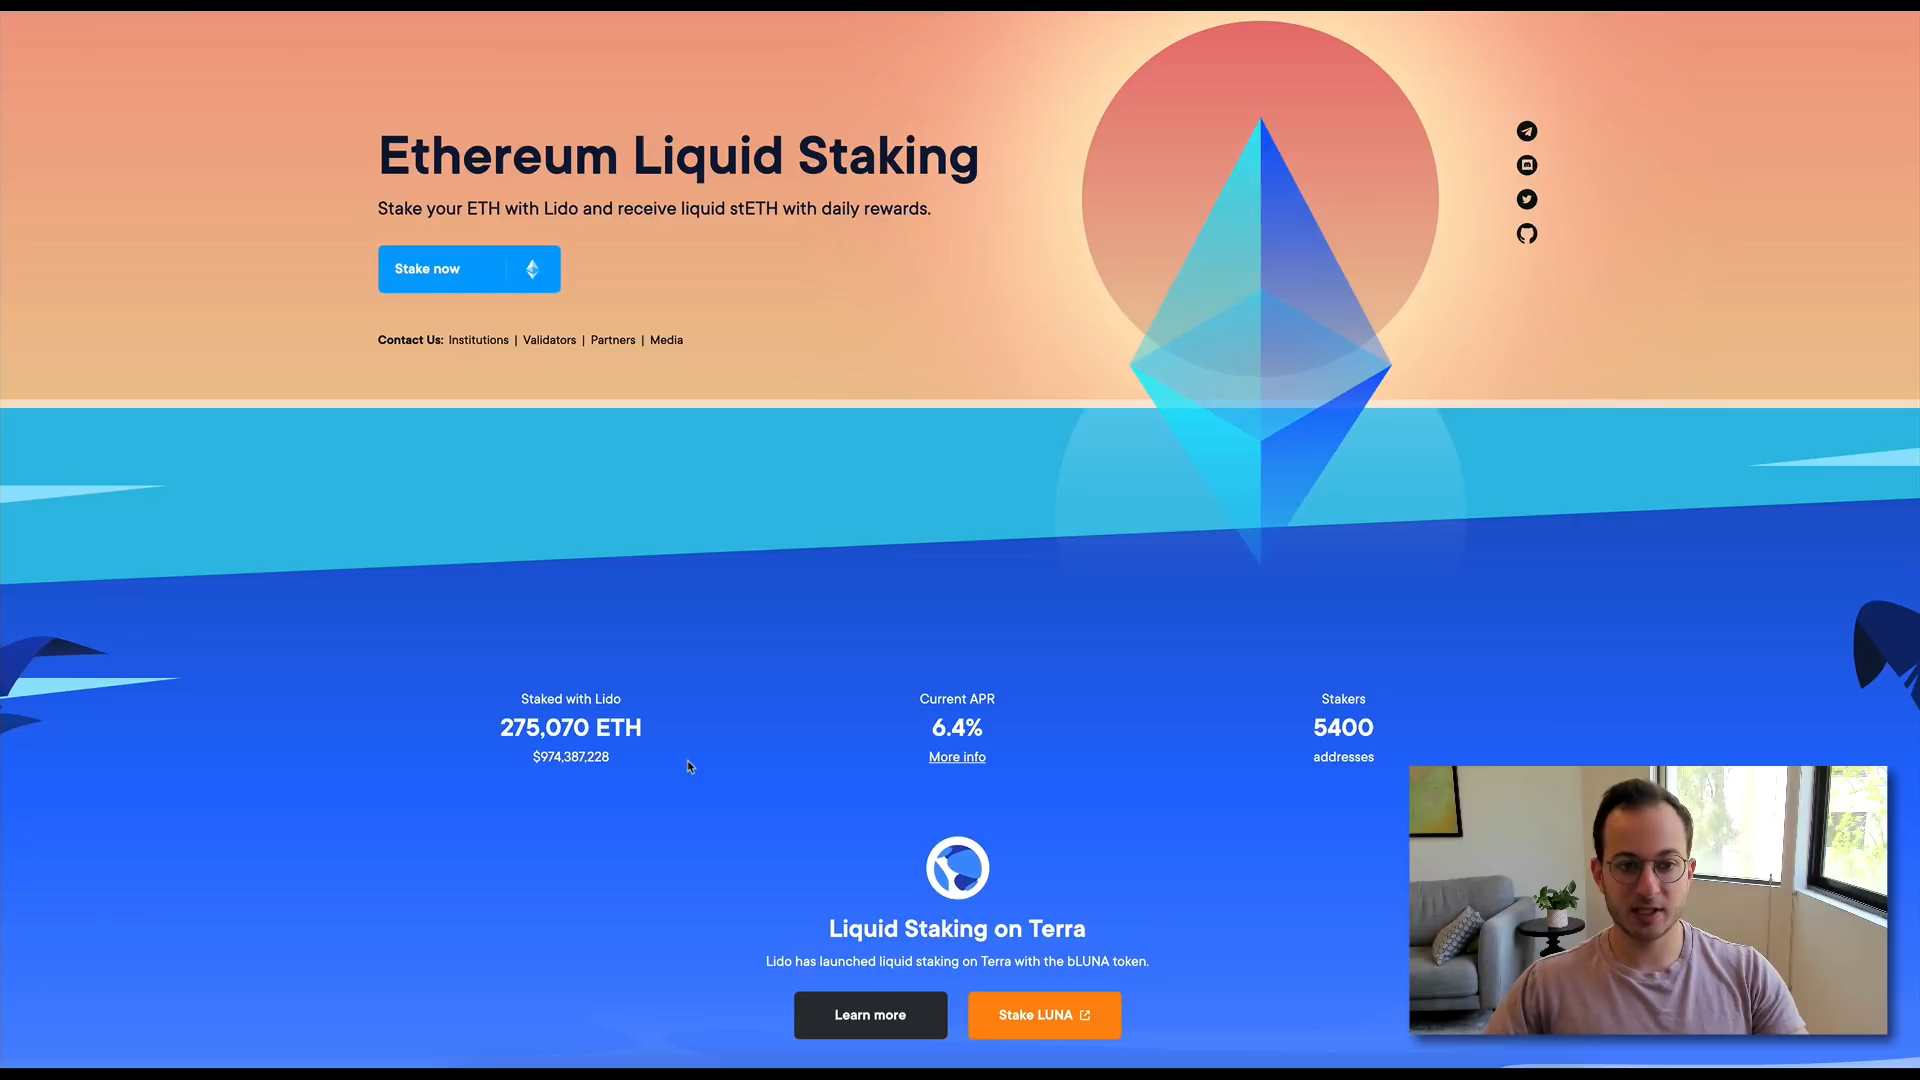 Ethereum Liquid Staking
Stake your ETH with Lido and receive liquid stETH with daily rewards.
Stake now
Contact Us: Institutions | Validators | Partners | Media
Staked with Lido
275,070 ETH
$974,387,228
Current APR
6.4%
More info
Stakers
5400
addresses
Liquid Staking on Terra
Lido has launched liquid staking on Terra with the bLUNA token.
Learn more
Stake LUNA